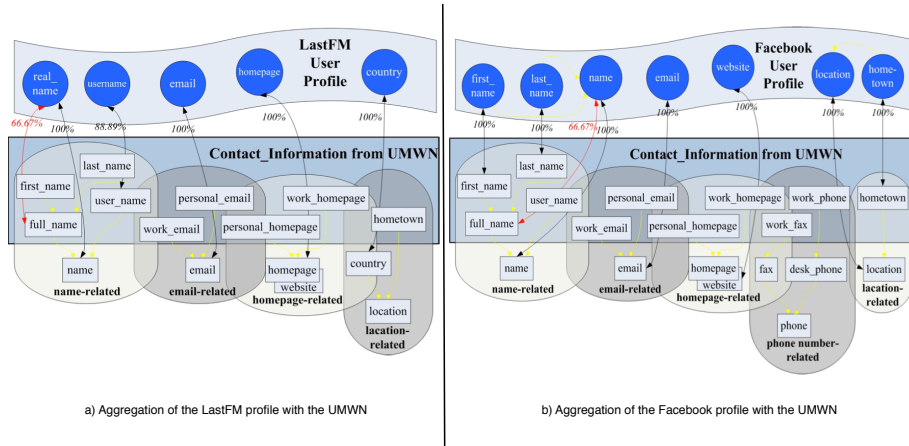 LastFM
User
Profile
real_
name
username
email
homepage
country
66.67%
100%
88.89%
100%
100%
100%
Contact_Information from UMWN
last_name
first_name
user_name
full_name
personal_email
work_homepage
hometown
work_email
personal_homepage
name
email
homepage
website
country
location
name-related
email-related
homepage-related
lacation-
related
a) Aggregation of the LastFM profile with the UMWN
Facebook
User
Profile
first_
name
last_
name
name
email
website
location
home-
town
100%
100%
66.67%
100%
100%
100%
100%
100%
Contact_Information from UMWN
last_name
first_name
user_name
full_name
personal_email
work_homepage
work_phone
hometown
work_email
personal_homepage
work_fax
name
email
homepage
website
fax
desk_phone
location
phone
name-related
email-related
homepage-related
lacation-
related
phone number-
related
b) Aggregation of the Facebook profile with the UMWN